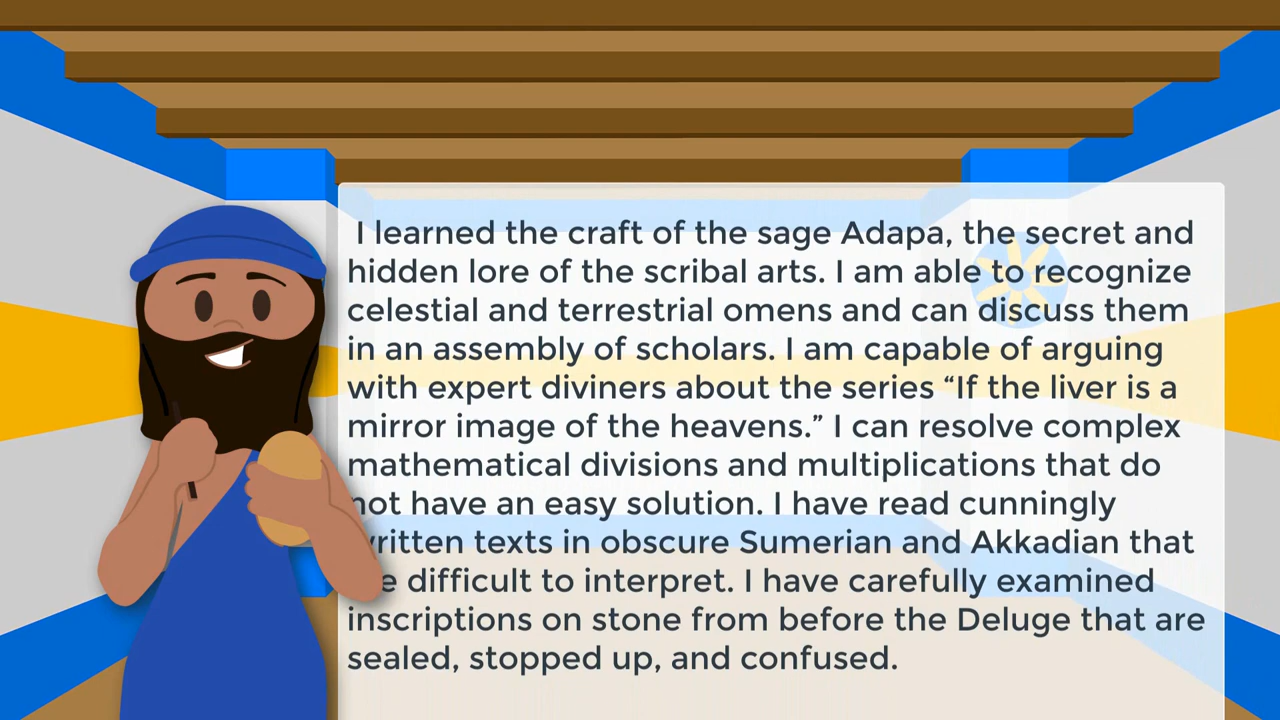 I learned the craft of the sage Adapa, the secret and
hidden lore of the scribal arts. I am able to recognize
celestial and terrestrial omens and can discuss them
in an assembly of scholars. I am capable of arguing
with expert diviners about the series “If the liver is a
mirror image of the heavens.” I can resolve complex
mathematical divisions and multiplications that do
not have an easy solution. I have read cunningly
written texts in obscure Sumerian and Akkadian that
are difficult to interpret. I have carefully examined
inscriptions on stone from before the Deluge that are
sealed, stopped up, and confused.